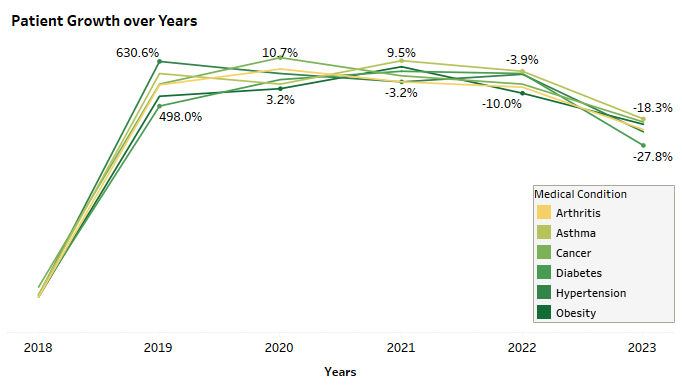 Patient Growth over Years
630.6%
10.7%
9.5%
-3.9%
498.0%
3.2%
-3.2%
-10.0%
-18.3%
-27.8%
Medical Condition
Arthritis
Asthma
Cancer
Diabetes
Hypertension
Obesity
2018 2019 2020 2021 2022 2023
Years